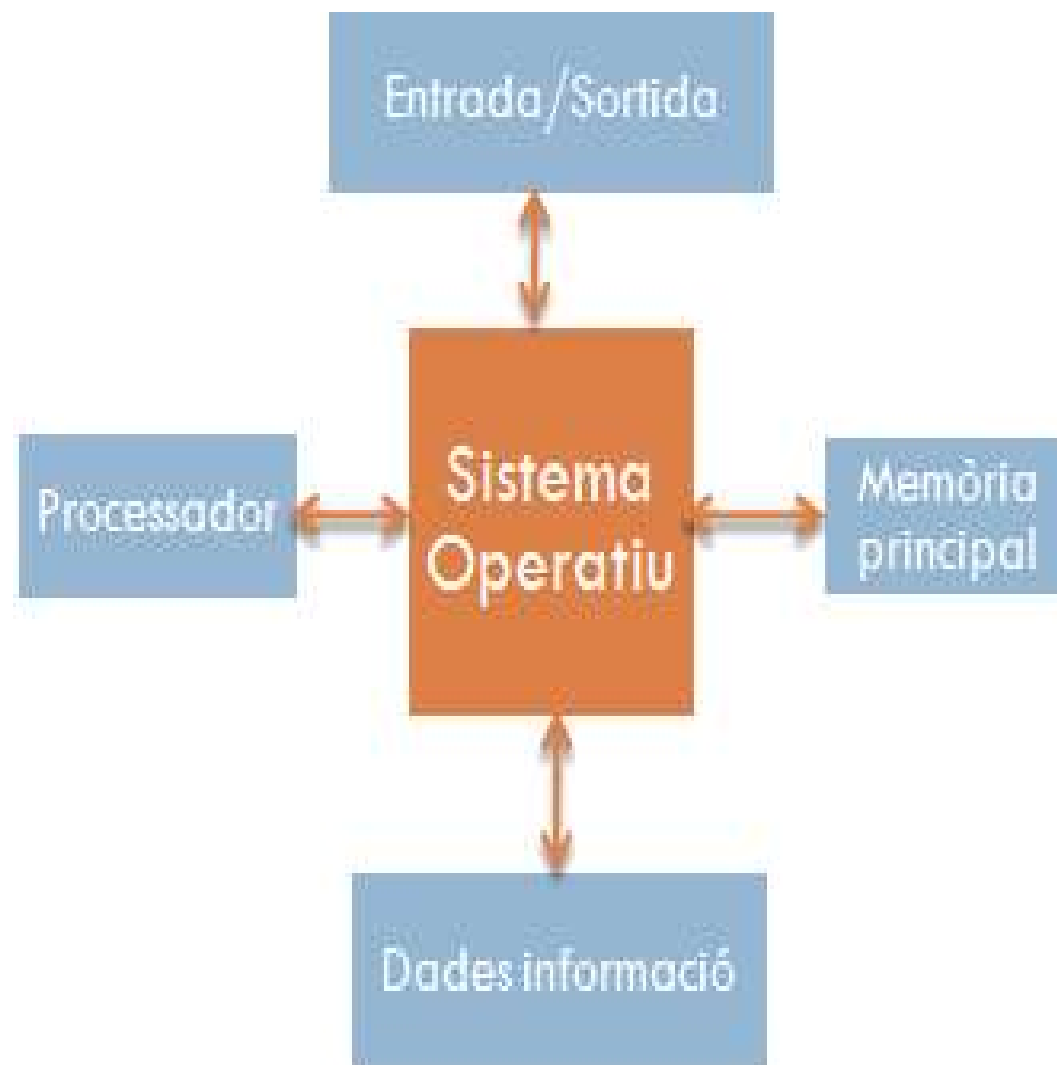 Entrada/Sortida
Processador
Sistema
Operatiu
Memòria
principal
Dades informació